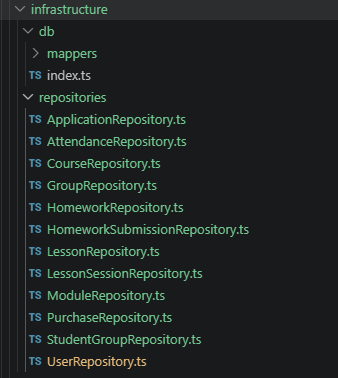 infrastructure
db
mappers
TS index.ts
repositories
TS ApplicationRepository.ts
TS AttendanceRepository.ts
TS CourseRepository.ts
TS GroupRepository.ts
TS HomeworkRepository.ts
TS HomeworkSubmissionRepository.ts
TS LessonRepository.ts
TS LessonSessionRepository.ts
TS ModuleRepository.ts
TS PurchaseRepository.ts
TS StudentGroupRepository.ts
TS UserRepository.ts